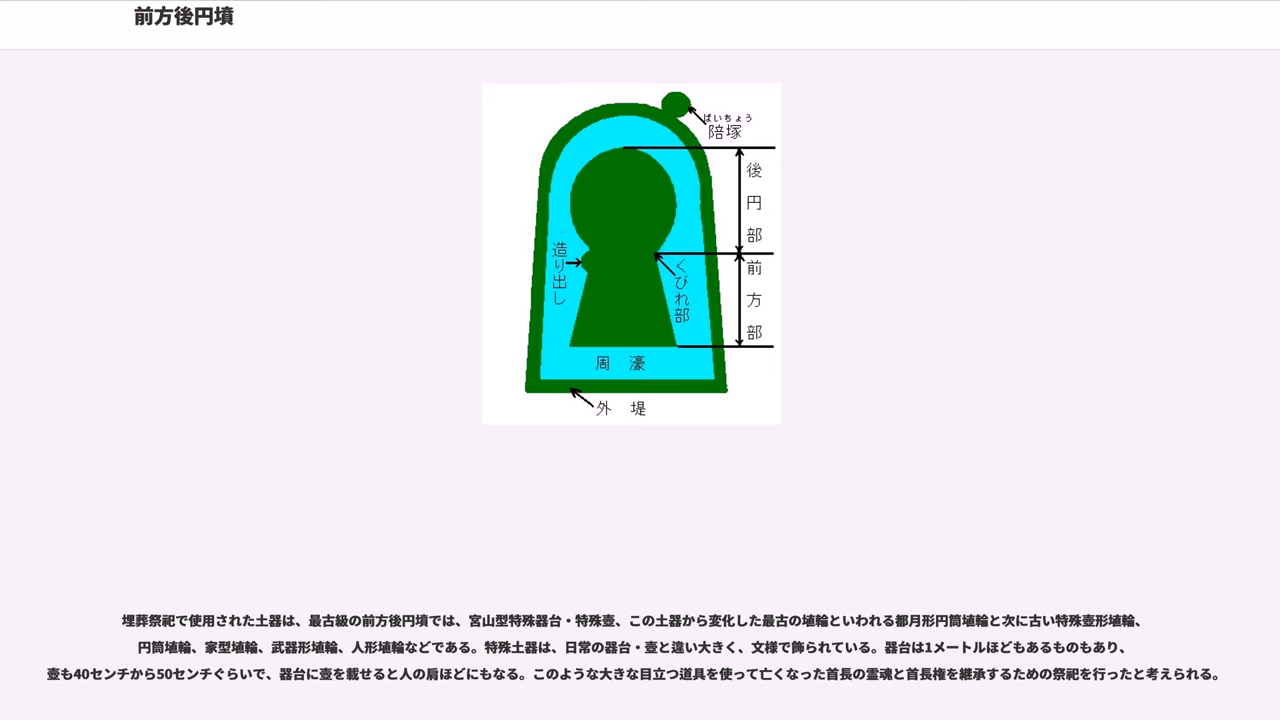 前方後円墳
ばいちょう
陪塚
後円部
造り出し
くびれ部
前方部
周濠
外堤
埋葬祭祀で使用された土器は、最古級の前方後円墳では、宮山型特殊器台・特殊壺、この土器から変化した最古の埴輪といわれる都月形円筒埴輪と次に古い特殊壺形埴輪、
円筒埴輪、家型埴輪、武器形埴輪、人形埴輪などである。特殊土器は、日常の器台・壺と違い大きく、文様で飾られている。器台は1メートルほどもあるものもあり、
壺も40センチから50センチぐらいで、器台に壺を載せると人の肩ほどにもなる。このような大きな目立つ道具を使って亡くなった首長の霊魂と首長権を継承するための祭祀を行ったと考えられる。